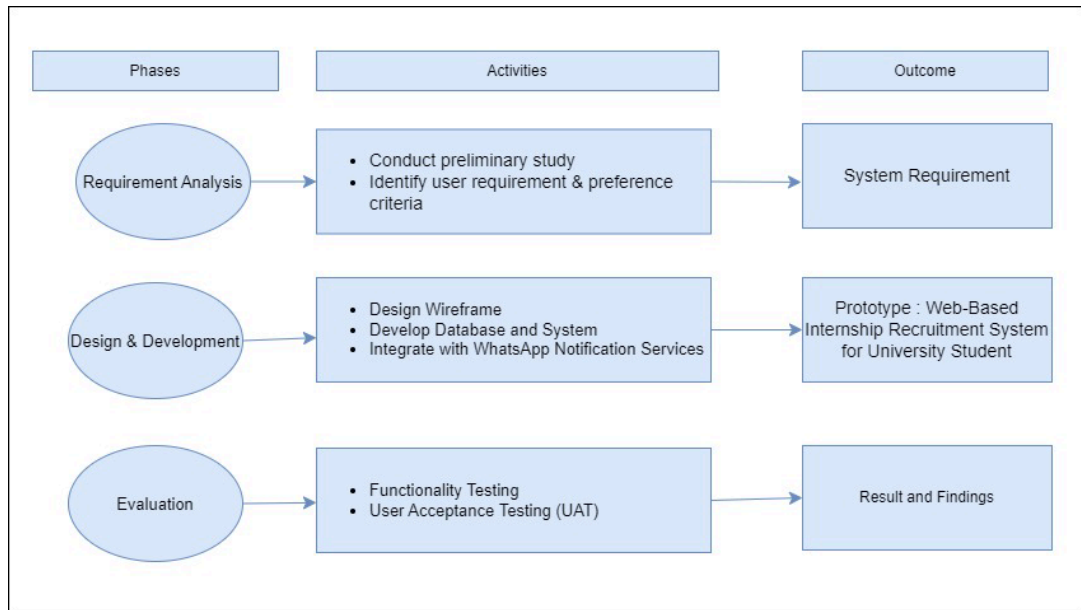 Phases
Activities
Outcome
Requirement Analysis
• Conduct preliminary study
• Identify user requirement & preference
criteria
System Requirement
Design & Development
• Design Wireframe
• Develop Database and System
• Integrate with WhatsApp Notification Services
Prototype : Web-Based
Internship Recruitment System
for University Student
Evaluation
• Functionality Testing
• User Acceptance Testing (UAT)
Result and Findings